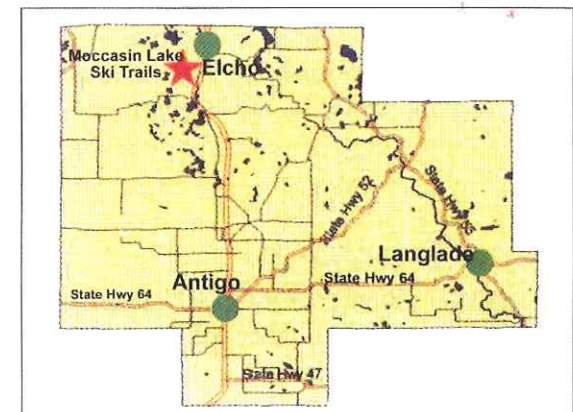 Moccasin Lake
Ski Trails
Elcho
State Hwy 52
State Hwy 55
Langlade
Antigo
State Hwy 64
State Hwy 64
State Hwy 47